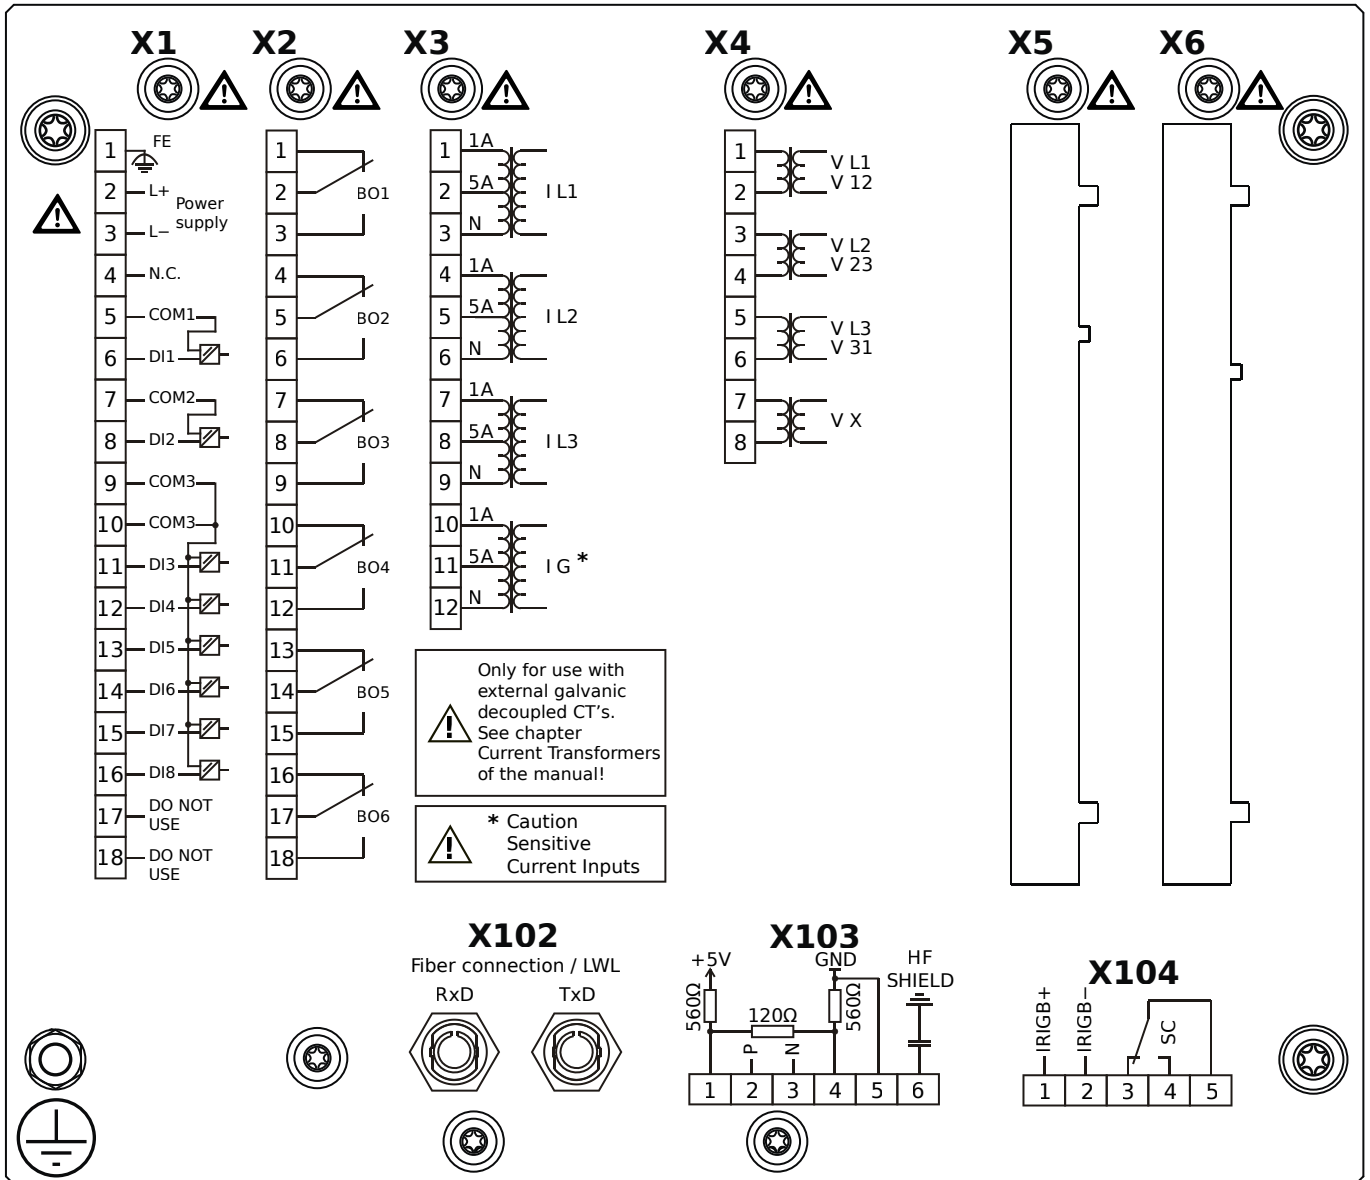 X1
X2
X3
X4
X5
X6
1 FE
2 L+
Power
supply
3 L−
4 N.C.
5 COM1
6 DI1
7 COM2
8 DI2
9 COM3
10 COM3
11 DI3
12 DI4
13 DI5
14 DI6
15 DI7
16 DI8
17 DO NOT
USE
18 DO NOT
USE
1
2 BO1
3
4
5 BO2
6
7
8 BO3
9
10
11 BO4
12
13
14 BO5
15
16
17 BO6
18
1 1A
2 5A I L1
3 N
4 1A
5 5A I L2
6 N
7 1A
8 5A I L3
9 N
10 1A
11 5A I G *
12 N
Only for use with
external galvanic
decoupled CT's.
See chapter
Current Transformers
of the manual!
* Caution
Sensitive
Current Inputs
1 V L1
2 V 12
3 V L2
4 V 23
5 V L3
6 V 31
7 V X
8
X102
Fiber connection / LWL
RxD TxD
X103
+5V GND HF
SHIELD
560Ω 120Ω 560Ω
P N
1 2 3 4 5 6
X104
IRIGB+ IRIGB− SC
1 2 3 4 5